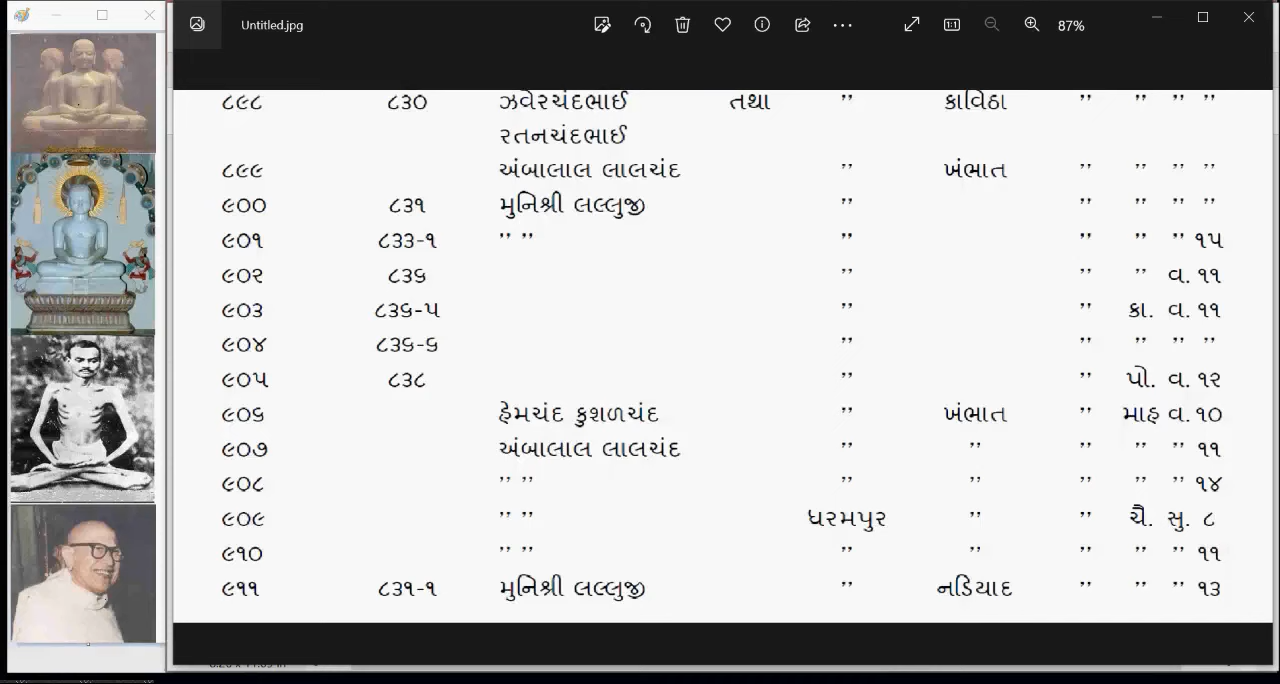 Untitled.jpg 87%
૮૯૮ ૮૩૦ ઝવેરચંદભાઈ તથા ” કાવિઠા ” ” ” ”
રતનચંદભાઈ
૮૯૯ અંબાલાલ લાલચંદ ” ખંભાત ” ” ” ”
૯૦૦ ૮૩૧ મુનિશ્રી લલ્લુજી ” ” ” ” ”
૯૦૧ ૮૩૩-૧ ” ” ” ” ” ” ૧૫
૯૦૨ ૮૩૬ ” ” ” વ. ૧૧
૯૦૩ ૮૩૬-૫ ” ” કા. વ. ૧૧
૯૦૪ ૮૩૬-૬ ” ” ” ” ”
૯૦૫ ૮૩૮ ” ” પો. વ. ૧૨
૯૦૬ હેમચંદ કુશળચંદ ” ખંભાત ” માહ વ. ૧૦
૯૦૭ અંબાલાલ લાલચંદ ” ” ” ” ” ૧૧
૯૦૮ ” ” ” ” ” ” ” ૧૪
૯૦૯ ” ” ધરમપુર ” ” ચૈ. સુ. ૮
૯૧૦ ” ” ” ” ” ” ” ૧૧
૯૧૧ ૮૩૧-૧ મુનિશ્રી લલ્લુજી ” નડિયાદ ” ” ” ૧૩